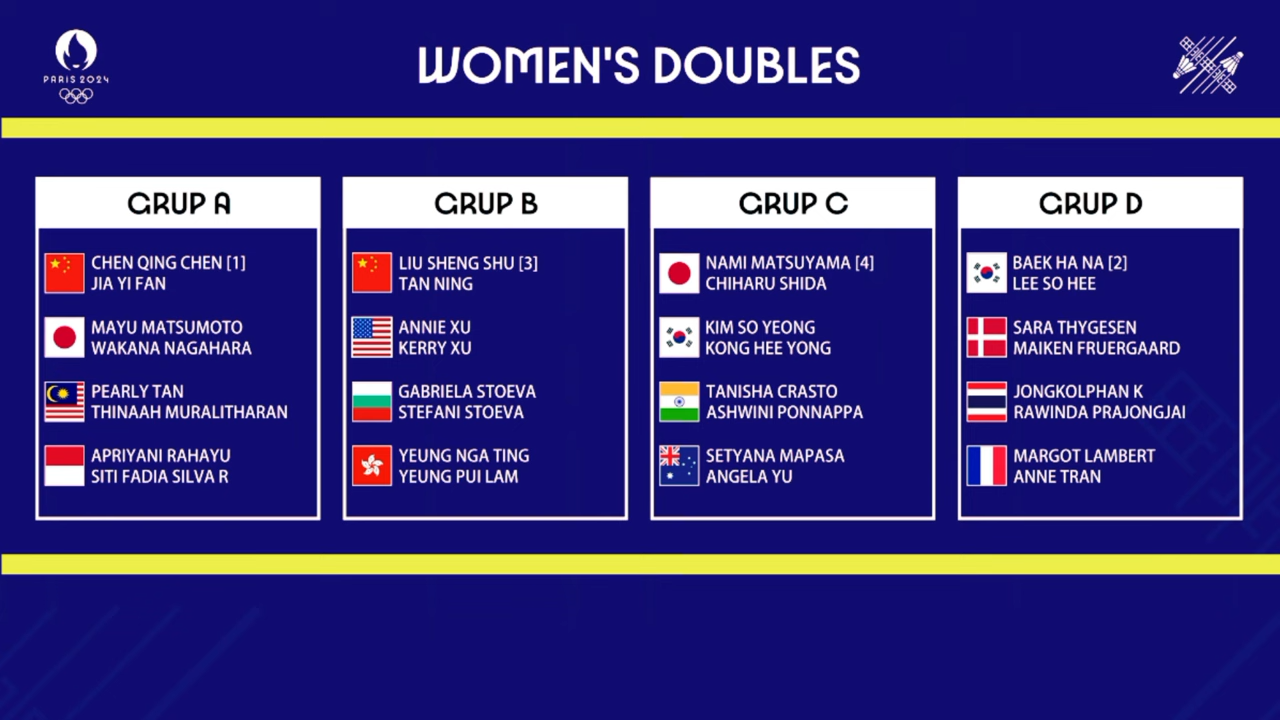 PARIS 2024
WOMEN'S DOUBLES
GRUP A
CHEN QING CHEN [1]
JIA YI FAN
MAYU MATSUMOTO
WAKANA NAGAHARA
PEARLY TAN
THINAAH MURALITHARAN
APRIYANI RAHAYU
SITI FADIA SILVA R
GRUP B
LIU SHENG SHU [3]
TAN NING
ANNIE XU
KERRY XU
GABRIELA STOEVA
STEFANI STOEVA
YEUNG NGA TING
YEUNG PUI LAM
GRUP C
NAMI MATSUYAMA [4]
CHIHARU SHIDA
KIM SO YEONG
KONG HEE YONG
TANISHA CRASTO
ASHWINI PONNAPPA
SETYANA MAPASA
ANGELA YU
GRUP D
BAEK HA NA [2]
LEE SO HEE
SARA THYGESEN
MAIKEN FRUERGAARD
JONGKOLPHAN K
RAWINDA PRAJONGJAI
MARGOT LAMBERT
ANNE TRAN